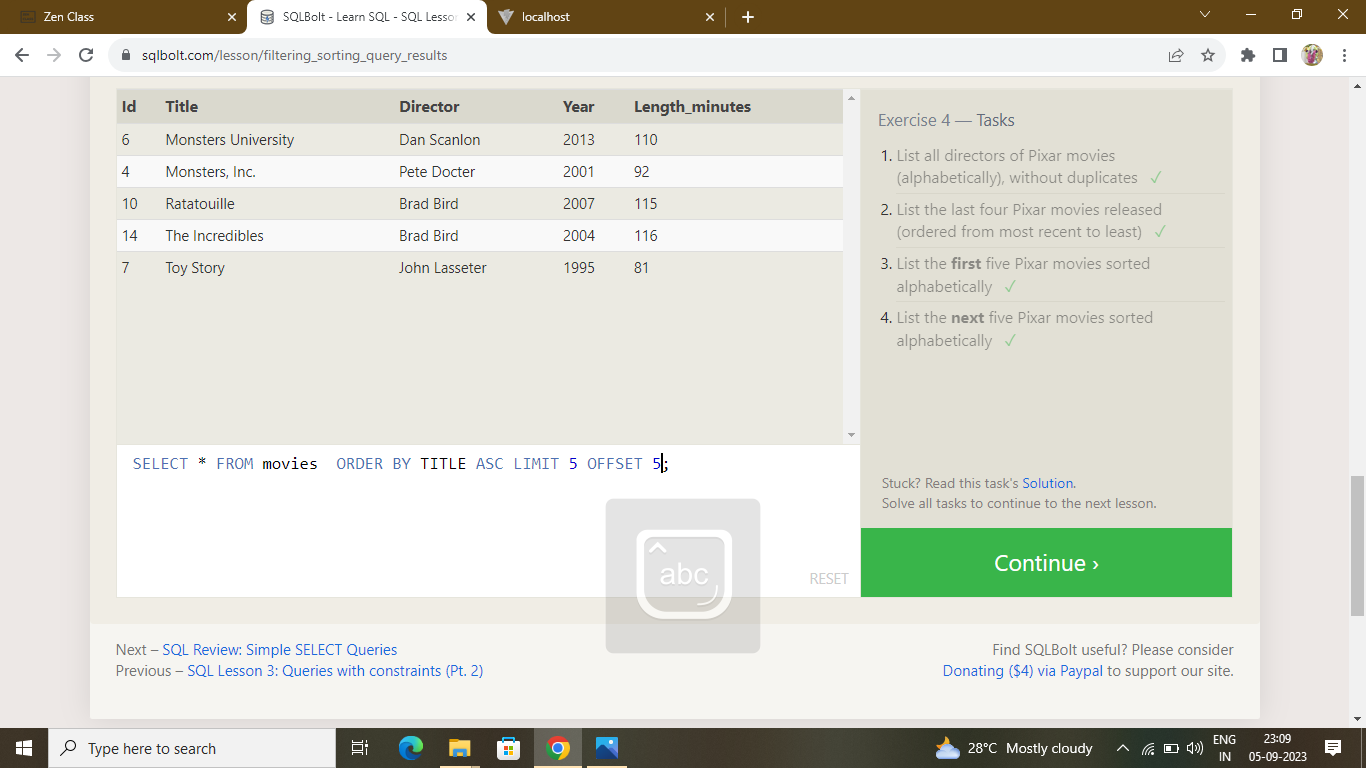 Zen Class
SQLBolt - Learn SQL - SQL Lesson
localhost
sqlbolt.com/lesson/filtering_sorting_query_results
Id Title Director Year Length_minutes
6 Monsters University Dan Scanlon 2013 110
4 Monsters, Inc. Pete Docter 2001 92
10 Ratatouille Brad Bird 2007 115
14 The Incredibles Brad Bird 2004 116
7 Toy Story John Lasseter 1995 81
SELECT * FROM movies  ORDER BY TITLE ASC LIMIT 5 OFFSET 5;
abc
RESET
Exercise 4 — Tasks
1. List all directors of Pixar movies
(alphabetically), without duplicates ✓
2. List the last four Pixar movies released
(ordered from most recent to least) ✓
3. List the first five Pixar movies sorted
alphabetically ✓
4. List the next five Pixar movies sorted
alphabetically ✓
Stuck? Read this task's Solution.
Solve all tasks to continue to the next lesson.
Continue ›
Next – SQL Review: Simple SELECT Queries
Previous – SQL Lesson 3: Queries with constraints (Pt. 2)
Find SQLBolt useful? Please consider
Donating ($4) via Paypal to support our site.
Type here to search
28°C Mostly cloudy
ENG
IN
23:09
05-09-2023